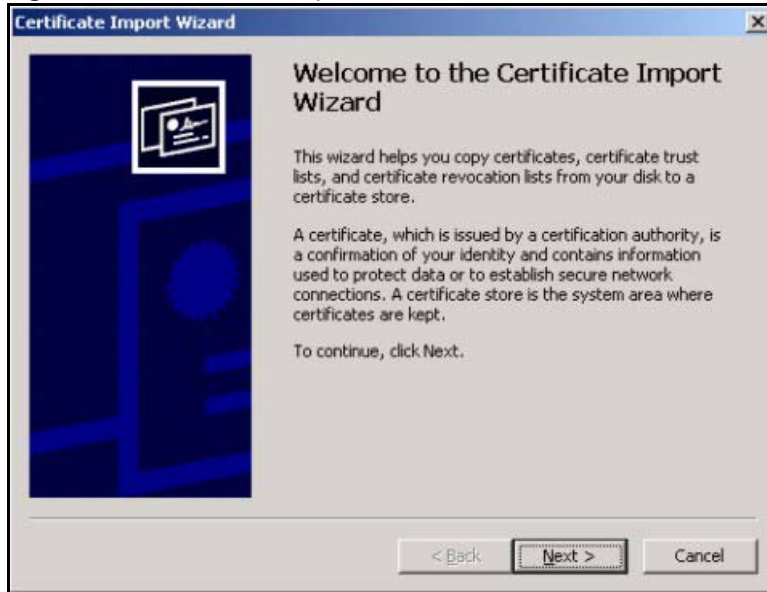 Certificate Import Wizard
Welcome to the Certificate Import
Wizard
This wizard helps you copy certificates, certificate trust
lists, and certificate revocation lists from your disk to a
certificate store.
A certificate, which is issued by a certification authority, is
a confirmation of your identity and contains information
used to protect data or to establish secure network
connections. A certificate store is the system area where
certificates are kept.
To continue, click Next.
< Back Next > Cancel